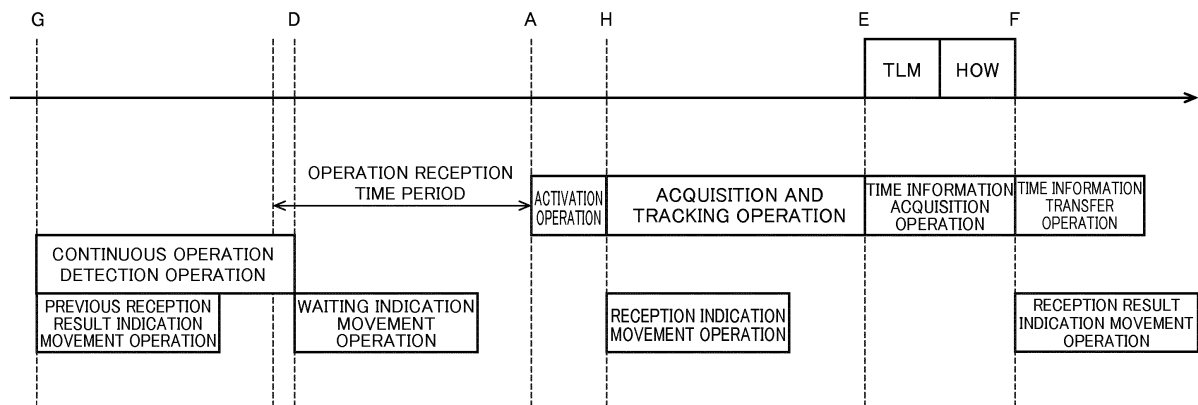 G
D
A
H
E
F
TLM
HOW
OPERATION RECEPTION
TIME PERIOD
ACTIVATION
OPERATION
ACQUISITION AND
TRACKING OPERATION
TIME INFORMATION
ACQUISITION
OPERATION
TIME INFORMATION
TRANSFER
OPERATION
CONTINUOUS OPERATION
DETECTION OPERATION
PREVIOUS RECEPTION
RESULT INDICATION
MOVEMENT OPERATION
WAITING INDICATION
MOVEMENT
OPERATION
RECEPTION INDICATION
MOVEMENT OPERATION
RECEPTION RESULT
INDICATION MOVEMENT
OPERATION